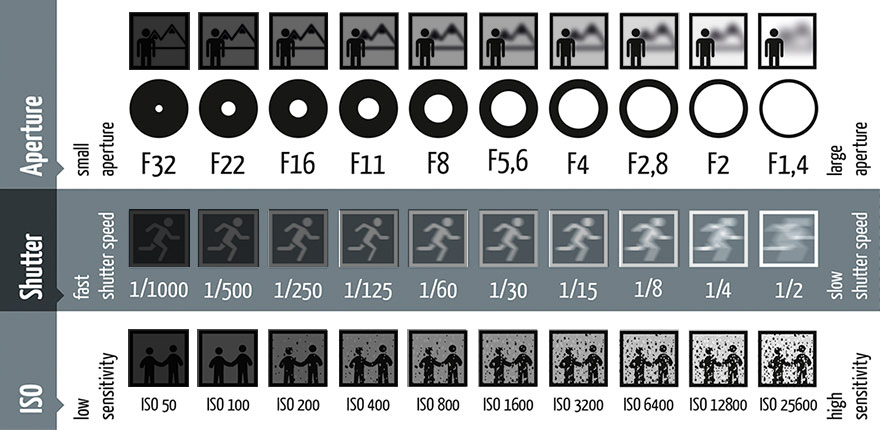 Aperture
small
aperture
F32 F22 F16 F11 F8 F5,6 F4 F2,8 F2 F1,4
large
aperture
Shutter
fast
shutter speed
1/1000 1/500 1/250 1/125 1/60 1/30 1/15 1/8 1/4 1/2
slow
shutter speed
ISO
low
sensitivity
ISO 50 ISO 100 ISO 200 ISO 400 ISO 800 ISO 1600 ISO 3200 ISO 6400 ISO 12800 ISO 25600
high
sensitivity